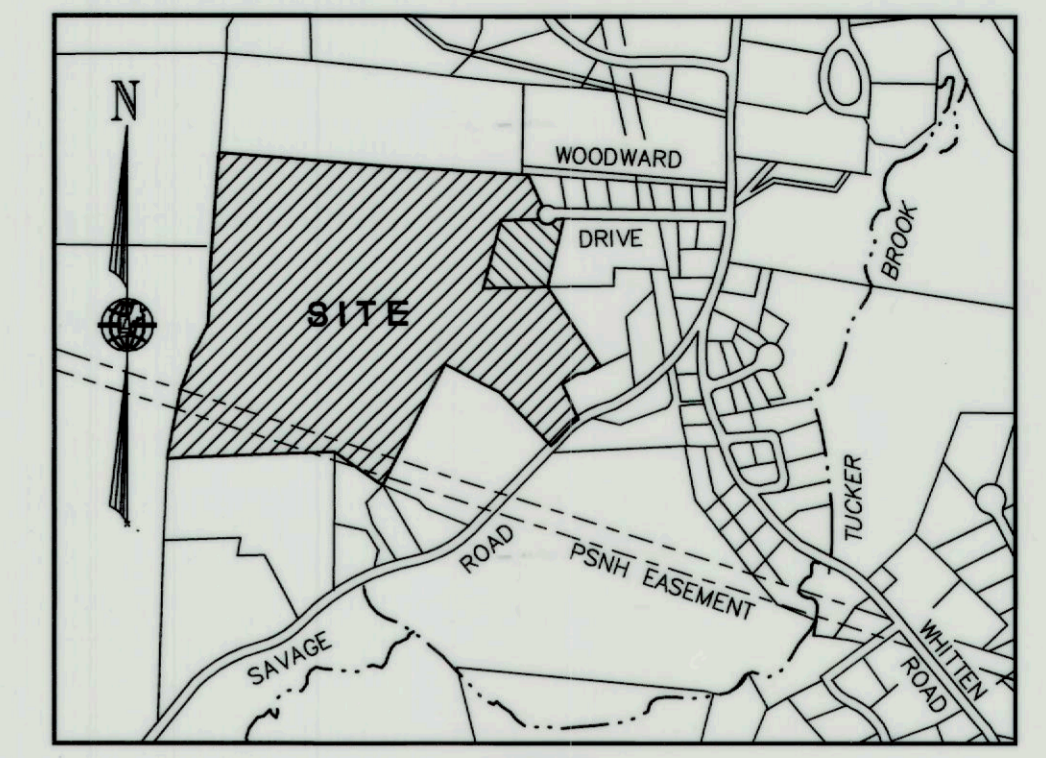 N
WOODWARD
DRIVE
BROOK
SITE
TUCKER
ROAD
PSNH EASEMENT
SAVAGE
WHITTEN
ROAD